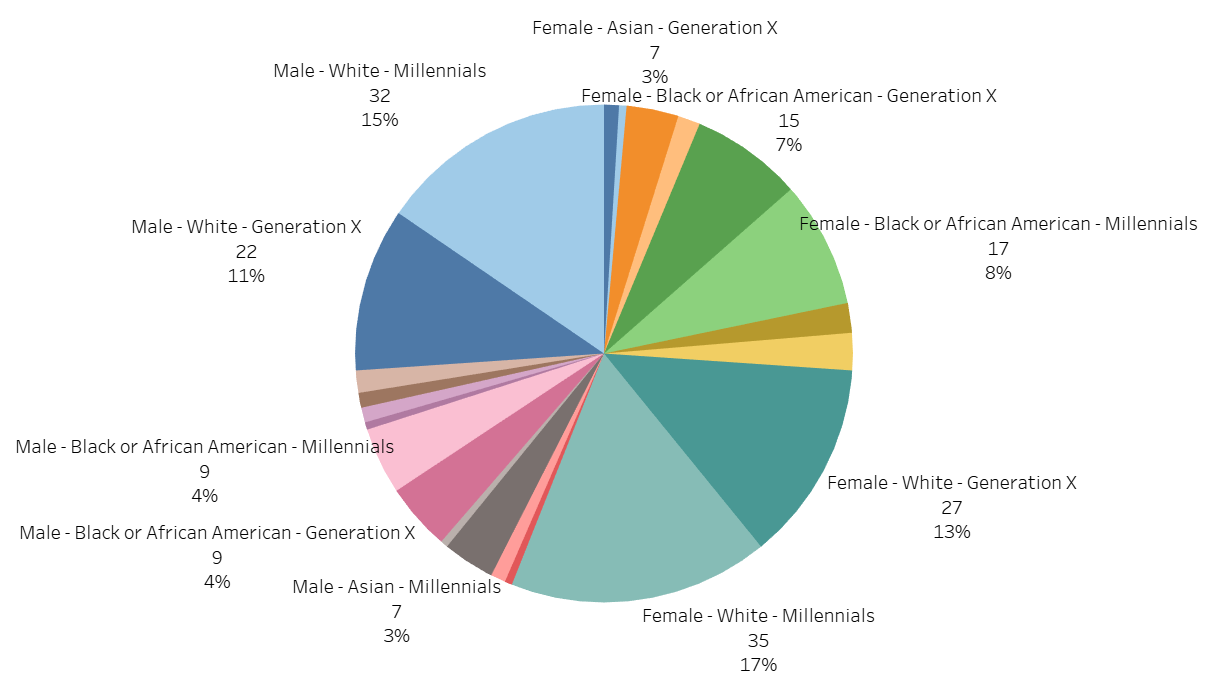 Female - Asian - Generation X
7
3%
Female - Black or African American - Generation X
15
7%
Female - Black or African American - Millennials
17
8%
Female - White - Generation X
27
13%
Female - White - Millennials
35
17%
Male - Asian - Millennials
7
3%
Male - Black or African American - Generation X
9
4%
Male - Black or African American - Millennials
9
4%
Male - White - Generation X
22
11%
Male - White - Millennials
32
15%